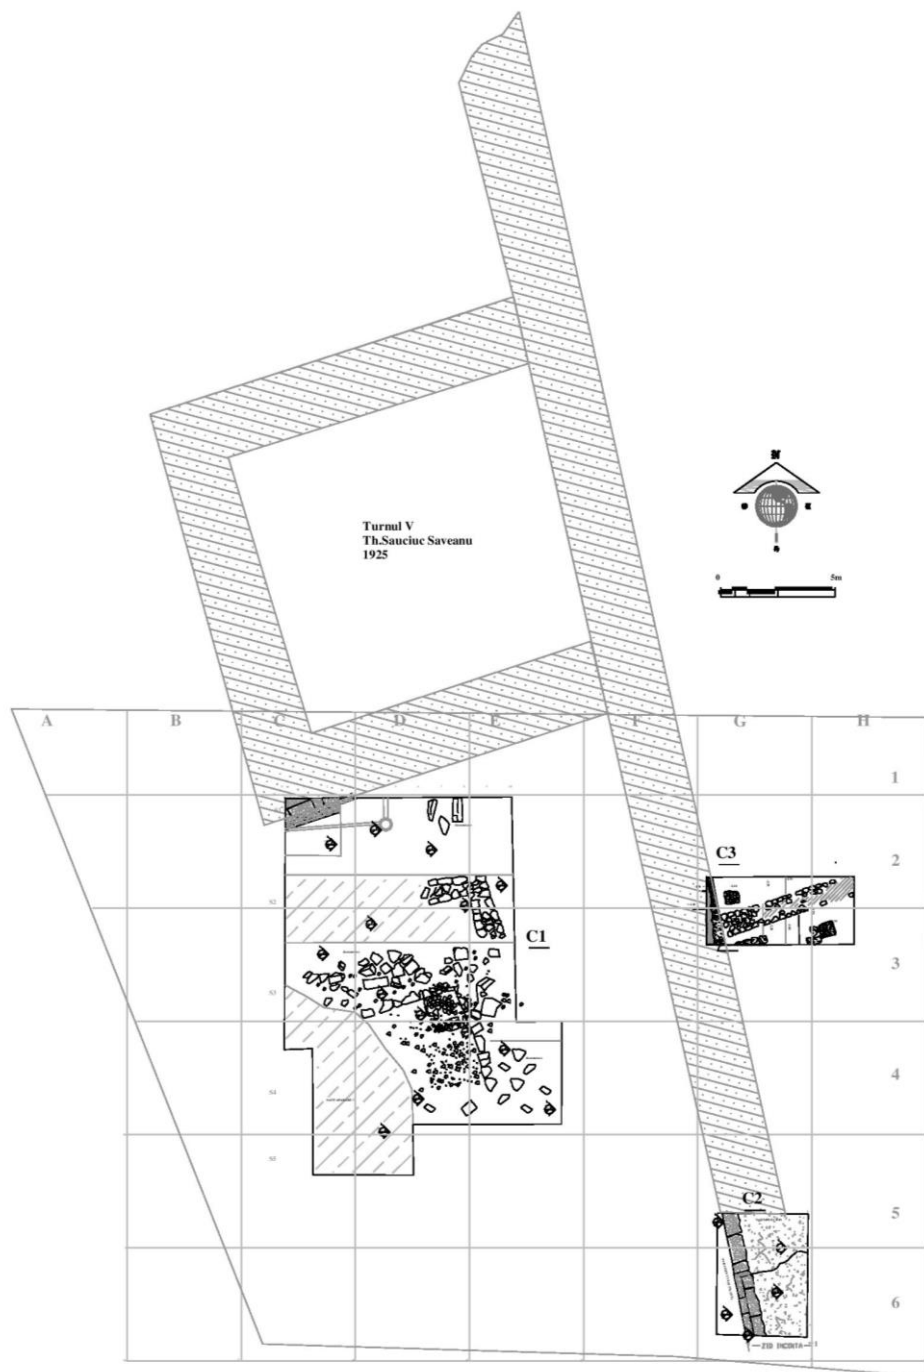 N
Turnul V
Th.Sauciuc Saveanu
1925
0 5m
A B C D E F G H
1
C3
2
C1
3
4
C2
5
6
ZID INCINTA